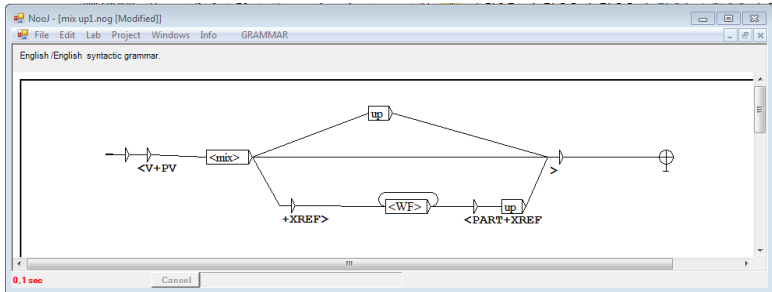 NooJ - [mix up1.nog [Modified]]
File Edit Lab Project Windows Info GRAMMAR
English /English syntactic grammar.
up
<mix>
<V+PV
>
<WF>
up
+XREF>
<PART+XREF
0,1 sec
Cancel